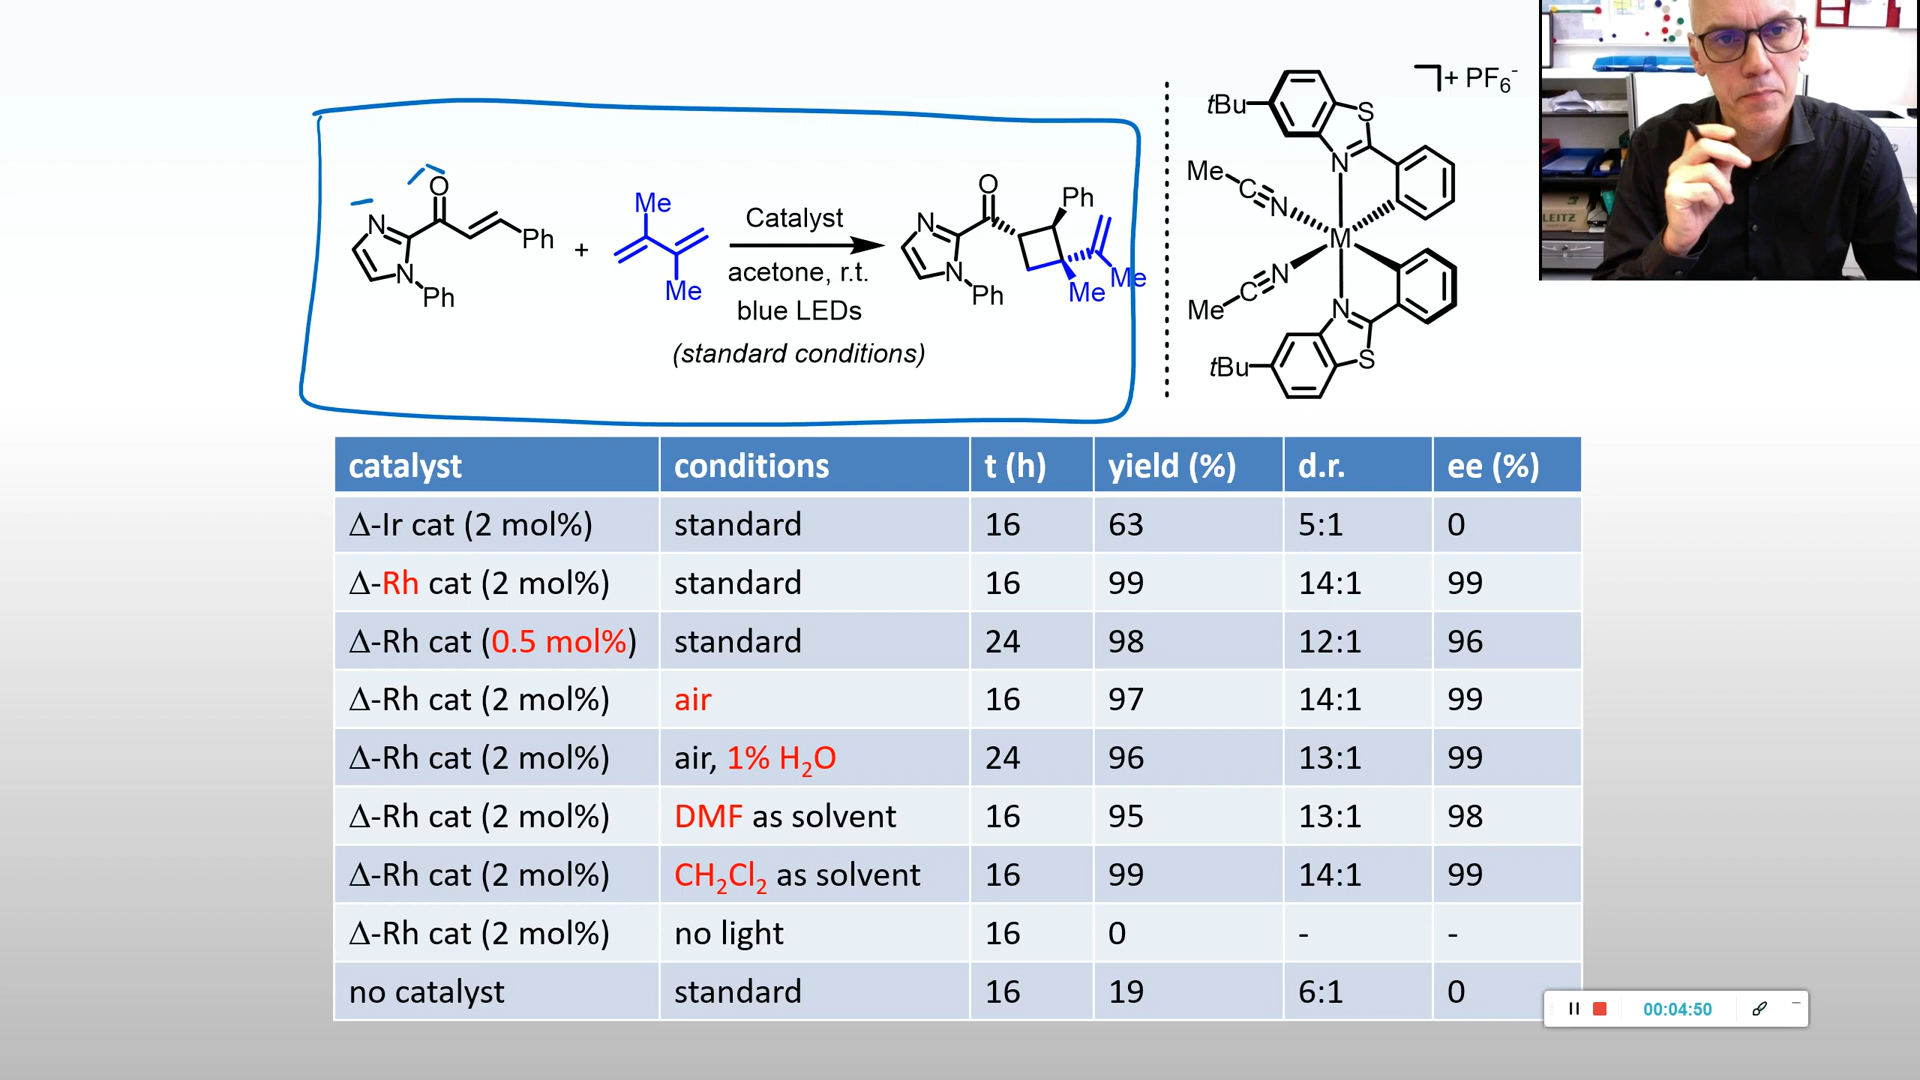 N
O
N
Ph
Ph
+
Me
Me
Catalyst
acetone, r.t.
blue LEDs
(standard conditions)
N
O
N
Ph
Ph
Me
Me
tBu
S
N
Me
C
N
M
Me
C
N
N
S
tBu
+ PF6-
LEITZ
catalyst conditions t (h) yield (%) d.r. ee (%)
Δ-Ir cat (2 mol%) standard 16 63 5:1 0
Δ-Rh cat (2 mol%) standard 16 99 14:1 99
Δ-Rh cat (0.5 mol%) standard 24 98 12:1 96
Δ-Rh cat (2 mol%) air 16 97 14:1 99
Δ-Rh cat (2 mol%) air, 1% H2O 24 96 13:1 99
Δ-Rh cat (2 mol%) DMF as solvent 16 95 13:1 98
Δ-Rh cat (2 mol%) CH2Cl2 as solvent 16 99 14:1 99
Δ-Rh cat (2 mol%) no light 16 0 - -
no catalyst standard 16 19 6:1 0
00:04:50